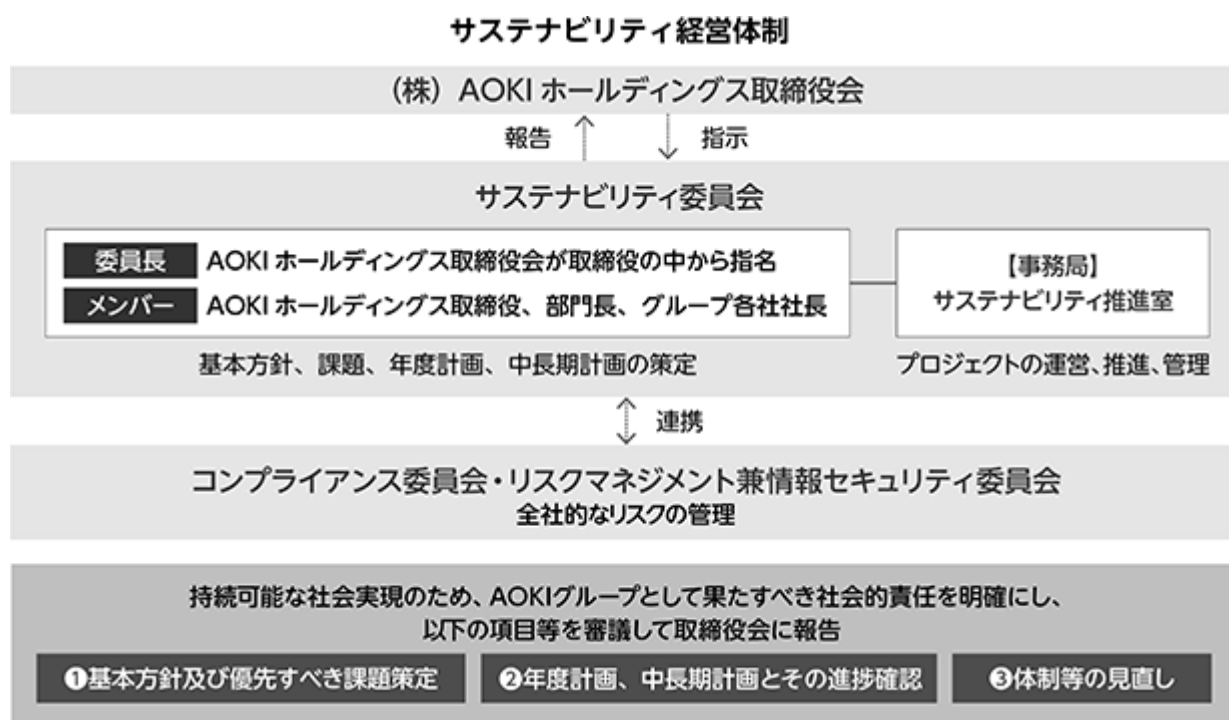 サステナビリティ経営体制
(株) AOKI ホールディングス取締役会
報告 指示
サステナビリティ委員会
委員長 AOKI ホールディングス取締役会が取締役の中から指名
メンバー AOKI ホールディングス取締役、部門長、グループ各社社長
【事務局】
サステナビリティ推進室
基本方針、課題、年度計画、中長期計画の策定
プロジェクトの運営、推進、管理
連携
コンプライアンス委員会・リスクマネジメント兼情報セキュリティ委員会
全社的なリスクの管理
持続可能な社会実現のため、AOKIグループとして果たすべき社会的責任を明確にし、
以下の項目等を審議して取締役会に報告
❶基本方針及び優先すべき課題策定
❷年度計画、中長期計画とその進捗確認
❸体制等の見直し